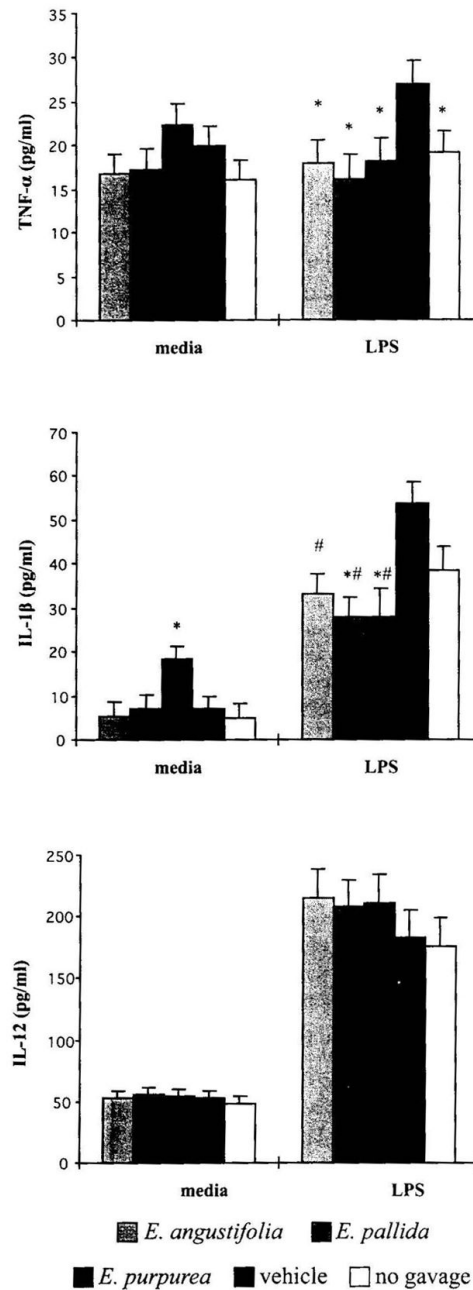 35
30
25
20
15
10
5
0
TNF-α (pg/ml)
* * * *
media LPS
70
60
50
40
30
20
10
0
IL-1β (pg/ml)
* # *# *#
media LPS
250
200
150
100
50
0
IL-12 (pg/ml)
media LPS
E. angustifolia E. pallida
E. purpurea vehicle no gavage